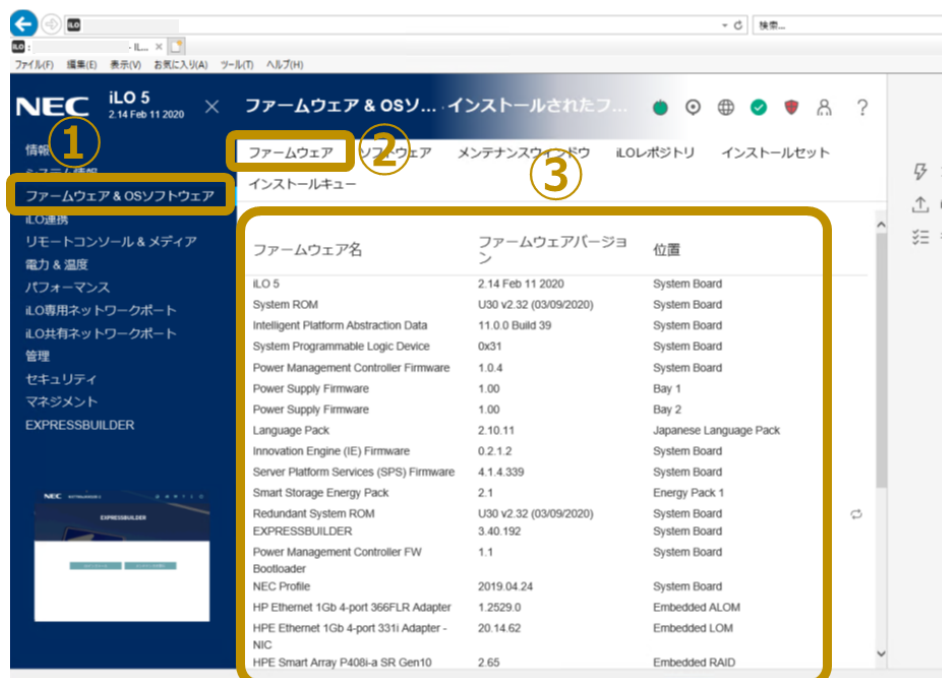 iLO
検索...
iLO :
- iL... ×
ファイル(F) 編集(E) 表示(V) お気に入り(A) ツール(T) ヘルプ(H)
NEC iLO 5
2.14 Feb 11 2020
ファームウェア & OSソ... - インストールされたフ...
?
①
②
③
情報
システム情報
ファームウェア & OSソフトウェア
iLO連携
リモートコンソール & メディア
電力 & 温度
パフォーマンス
iLO専用ネットワークポート
iLO共有ネットワークポート
管理
セキュリティ
マネジメント
EXPRESSBUILDER
NEC
EXPRESSBUILDER
ファームウェア ソフトウェア メンテナンスウィンドウ iLOレポジトリ インストールセット
インストールキュー
ファームウェア名 ファームウェアバージョン 位置
iLO 5 2.14 Feb 11 2020 System Board
System ROM U30 v2.32 (03/09/2020) System Board
Intelligent Platform Abstraction Data 11.0.0 Build 39 System Board
System Programmable Logic Device 0x31 System Board
Power Management Controller Firmware 1.0.4 System Board
Power Supply Firmware 1.00 Bay 1
Power Supply Firmware 1.00 Bay 2
Language Pack 2.10.11 Japanese Language Pack
Innovation Engine (IE) Firmware 0.2.1.2 System Board
Server Platform Services (SPS) Firmware 4.1.4.339 System Board
Smart Storage Energy Pack 2.1 Energy Pack 1
Redundant System ROM U30 v2.32 (03/09/2020) System Board
EXPRESSBUILDER 3.40.192 System Board
Power Management Controller FW Bootloader 1.1 System Board
NEC Profile 2019.04.24 System Board
HP Ethernet 1Gb 4-port 366FLR Adapter 1.2529.0 Embedded ALOM
HPE Ethernet 1Gb 4-port 331i Adapter - NIC 20.14.62 Embedded LOM
HPE Smart Array P408i-a SR Gen10 2.65 Embedded RAID